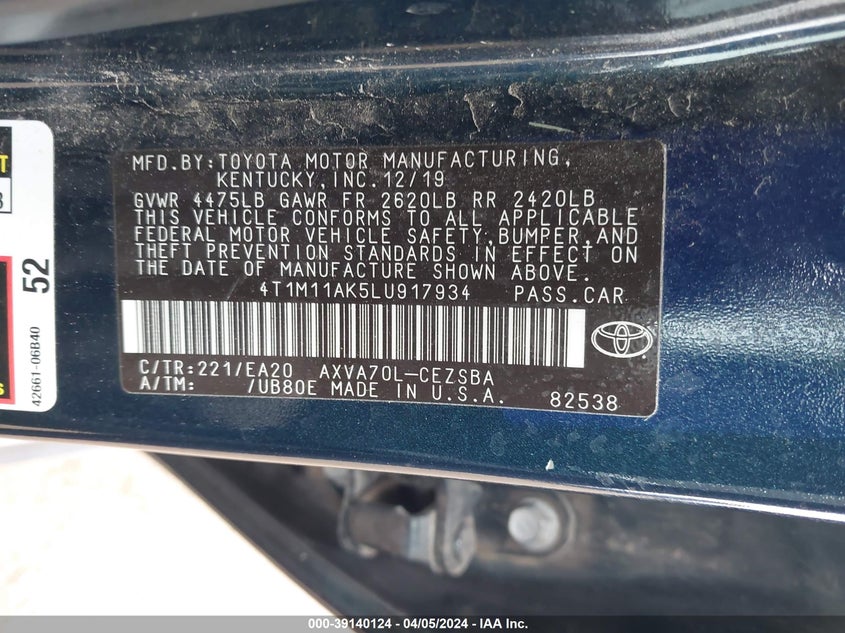 MFD.BY:TOYOTA MOTOR MANUFACTURING,
KENTUCKY,INC.12/19
GVWR 4475LB GAWR FR 2620LB RR 2420LB
THIS VEHICLE CONFORMS TO ALL APPLICABLE
FEDERAL MOTOR VEHICLE SAFETY,BUMPER,AND
THEFT PREVENTION STANDARDS IN EFFECT ON
THE DATE OF MANUFACTURE SHOWN ABOVE.
4T1M11AK5LU917934 PASS.CAR
C/TR:221/EA20 AXVA70L-CEZSBA
A/TM: /UB80E MADE IN U.S.A. 82538
52
42661-06B40
000-39140124 - 04/05/2024 - IAAI.com